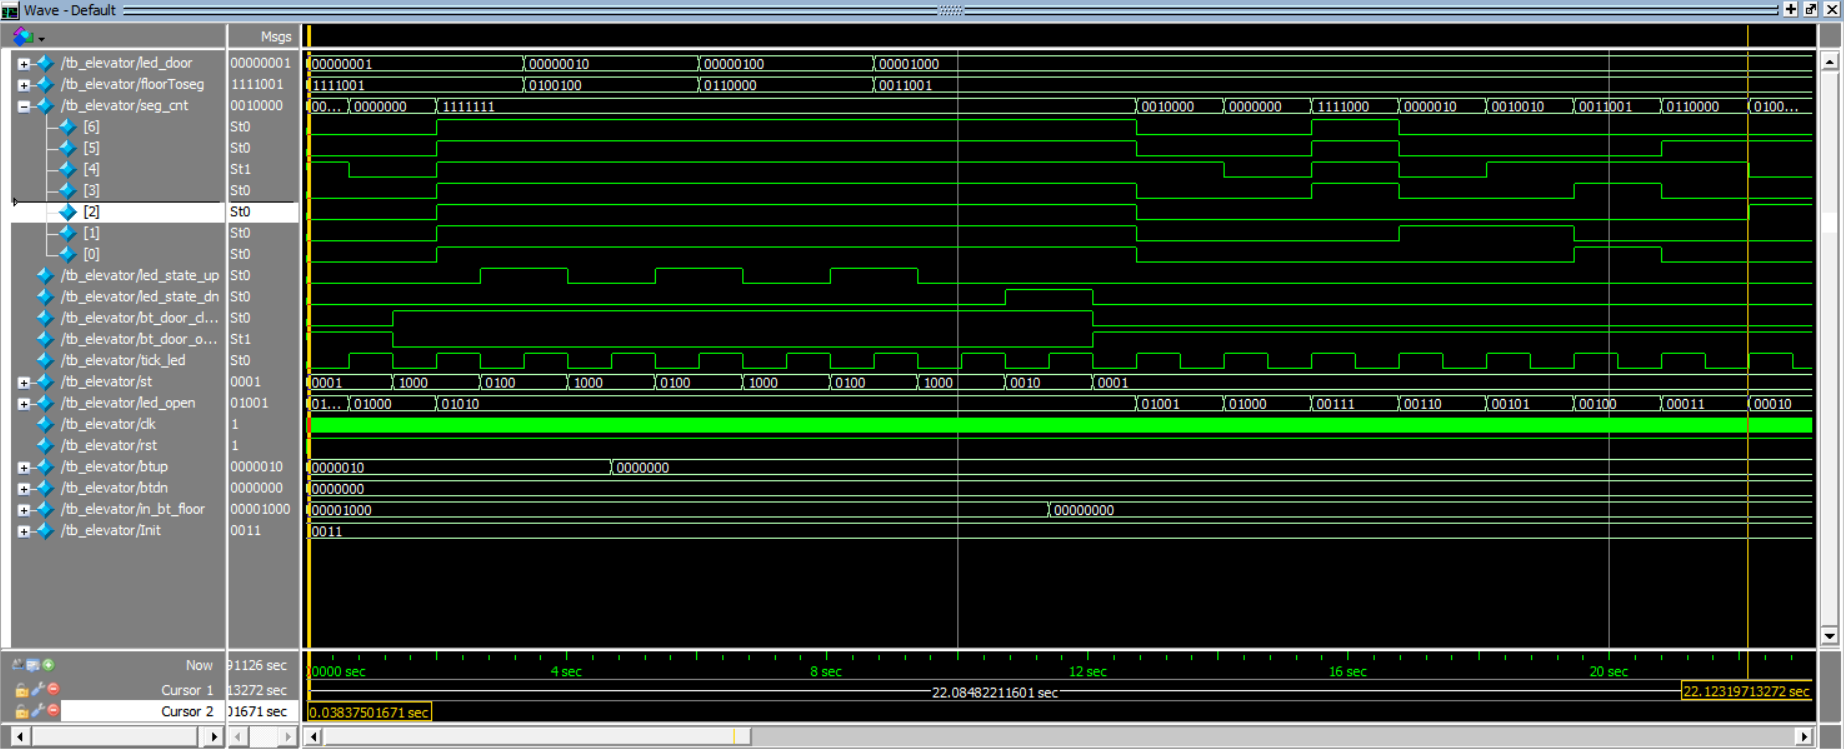 Wave - Default
Msgs
/tb_elevator/led_door 00000001 00000001 00000010 00000100 00001000
/tb_elevator/floorToseg 1111001 1111001 0100100 0110000 0011001
/tb_elevator/seg_cnt 0010000 00... 0000000 1111111 0010000 0000000 1111000 0000010 0010010 0011001 0110000 0100...
[6] St0
[5] St0
[4] St1
[3] St0
[2] St0
[1] St0
[0] St0
/tb_elevator/led_state_up St0
/tb_elevator/led_state_dn St0
/tb_elevator/bt_door_cl... St0
/tb_elevator/bt_door_o... St1
/tb_elevator/tick_led St0
/tb_elevator/st 0001 0001 1000 0100 1000 0100 1000 0100 1000 0010 0001
/tb_elevator/led_open 01001 01... 01000 01010 01001 01000 00111 00110 00101 00100 00011 00010
/tb_elevator/clk 1
/tb_elevator/rst 1
/tb_elevator/btup 0000010 0000010 0000000
/tb_elevator/btdn 0000000 0000000
/tb_elevator/in_bt_floor 00001000 00001000 00000000
/tb_elevator/Init 0011 0011
Now 91126 sec 0000 sec 4 sec 8 sec 12 sec 16 sec 20 sec
Cursor 1 13272 sec 22.08482211601 sec 22.12319713272 sec
Cursor 2 01671 sec 0.03837501671 sec